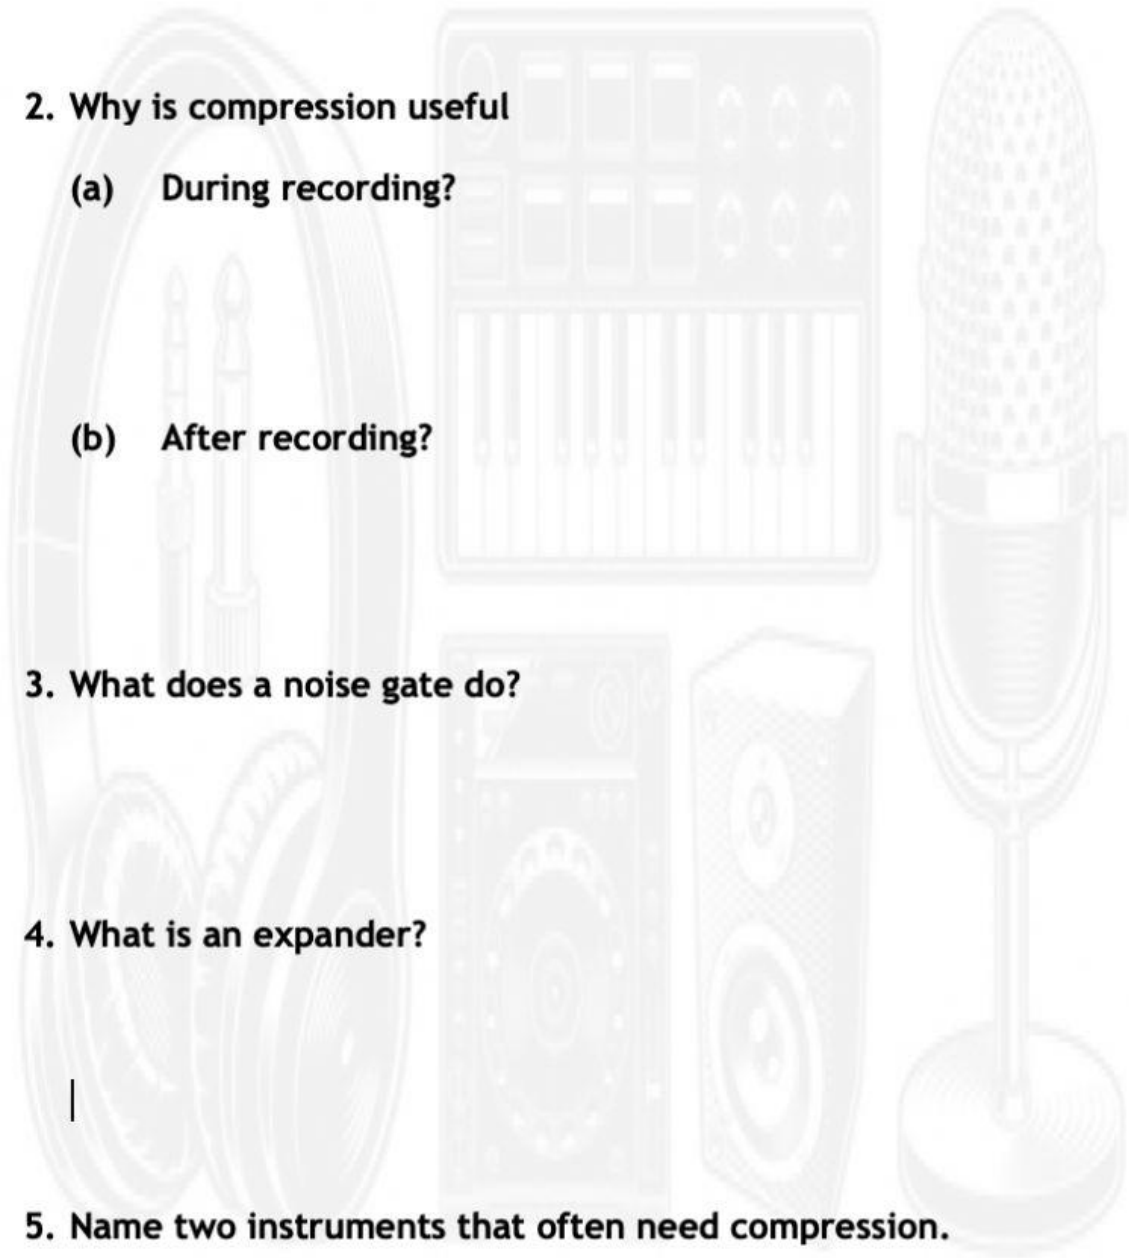 2. Why is compression useful
(a) During recording?
(b) After recording?
3. What does a noise gate do?
4. What is an expander?
5. Name two instruments that often need compression.